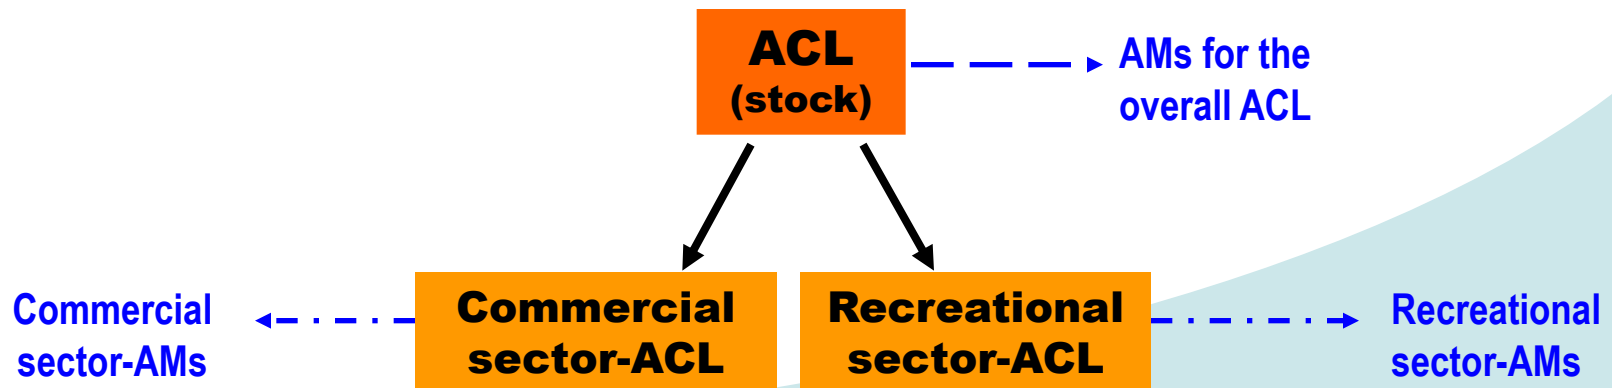 ACL
(stock)
AMs for the
overall ACL
Commercial
sector-AMs
Commercial
sector-ACL
Recreational
sector-ACL
Recreational
sector-AMs